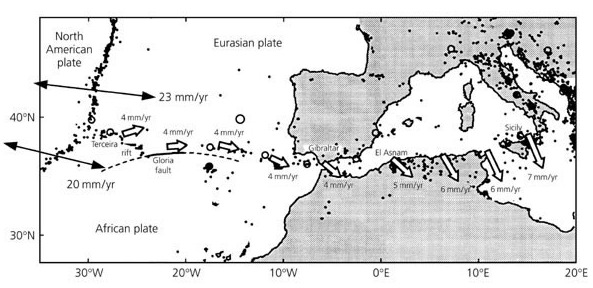 North
American
plate
Eurasian plate
23 mm/yr
40°N
4 mm/yr
4 mm/yr
4 mm/yr
Terceira
rift
Gloria
fault
Gibraltar
El Asnam
Sicily
20 mm/yr
4 mm/yr
4 mm/yr
5 mm/yr
6 mm/yr
6 mm/yr
7 mm/yr
African plate
30°N
30°W
20°W
10°W
0°E
10°E
20°E